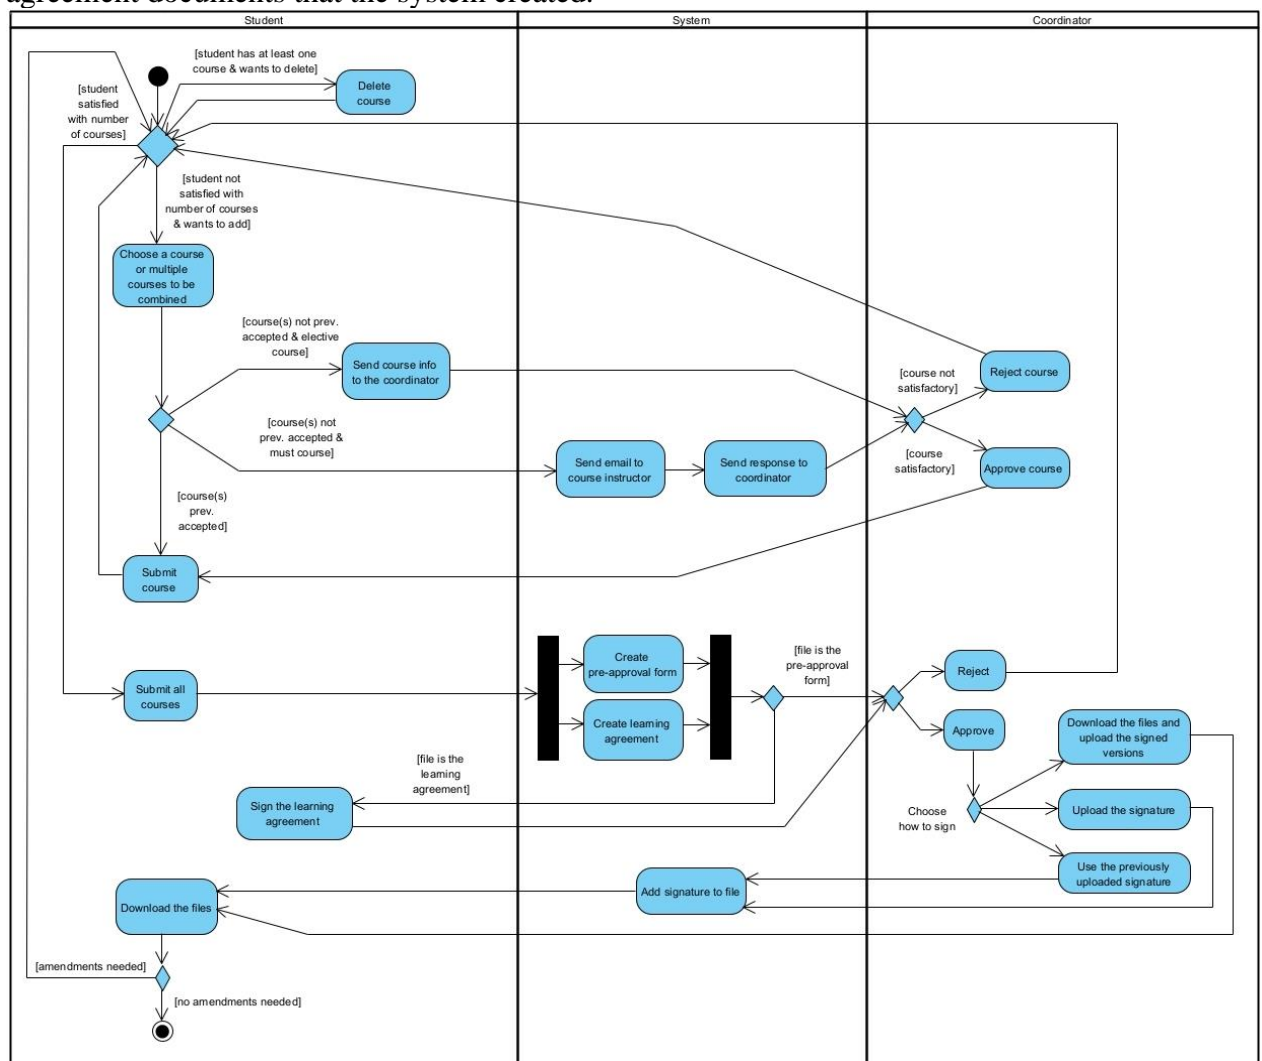 agreement documents that the system created.
Student
System
Coordinator
[student has at least one
course & wants to delete]
Delete
course
[student
satisfied
with number
of courses]
[student not
satisfied with
number of courses
& wants to add]
Choose a course
or multiple
courses to be
combined
[course(s) not prev.
accepted & elective
course]
Send course info
to the coordinator
[course not
satisfactory]
Reject course
[course(s) not
prev. accepted &
must course]
Send email to
course instructor
Send response to
coordinator
[course
satisfactory]
Approve course
[course(s)
prev.
accepted]
Submit
course
Submit all
courses
Create
pre-approval form
Create learning
agreement
[file is the
pre-approval
form]
Reject
Approve
Download the files and
upload the signed
versions
[file is the
learning
agreement]
Sign the learning
agreement
Choose
how to sign
Upload the signature
Use the previously
uploaded signature
Add signature to file
Download the files
[amendments needed]
[no amendments needed]